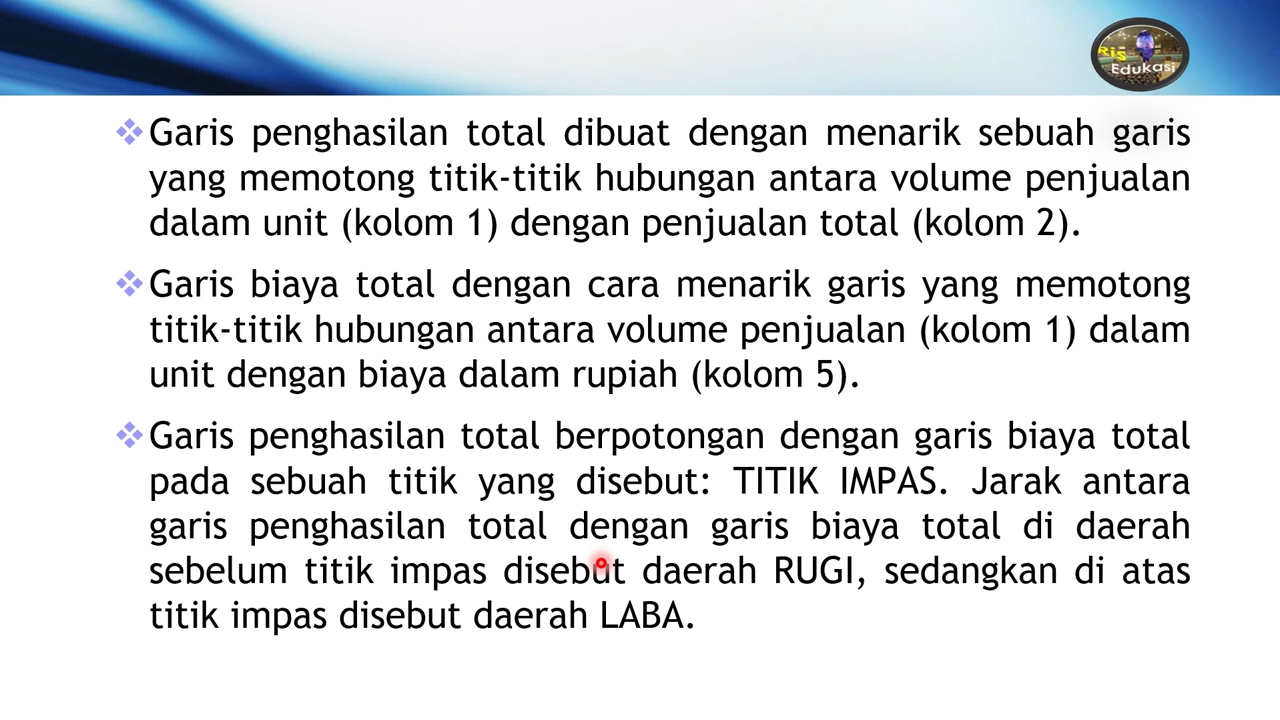 Ris
Edukasi
Garis penghasilan total dibuat dengan menarik sebuah garis
yang memotong titik-titik hubungan antara volume penjualan
dalam unit (kolom 1) dengan penjualan total (kolom 2).
Garis biaya total dengan cara menarik garis yang memotong
titik-titik hubungan antara volume penjualan (kolom 1) dalam
unit dengan biaya dalam rupiah (kolom 5).
Garis penghasilan total berpotongan dengan garis biaya total
pada sebuah titik yang disebut: TITIK IMPAS. Jarak antara
garis penghasilan total dengan garis biaya total di daerah
sebelum titik impas disebut daerah RUGI, sedangkan di atas
titik impas disebut daerah LABA.